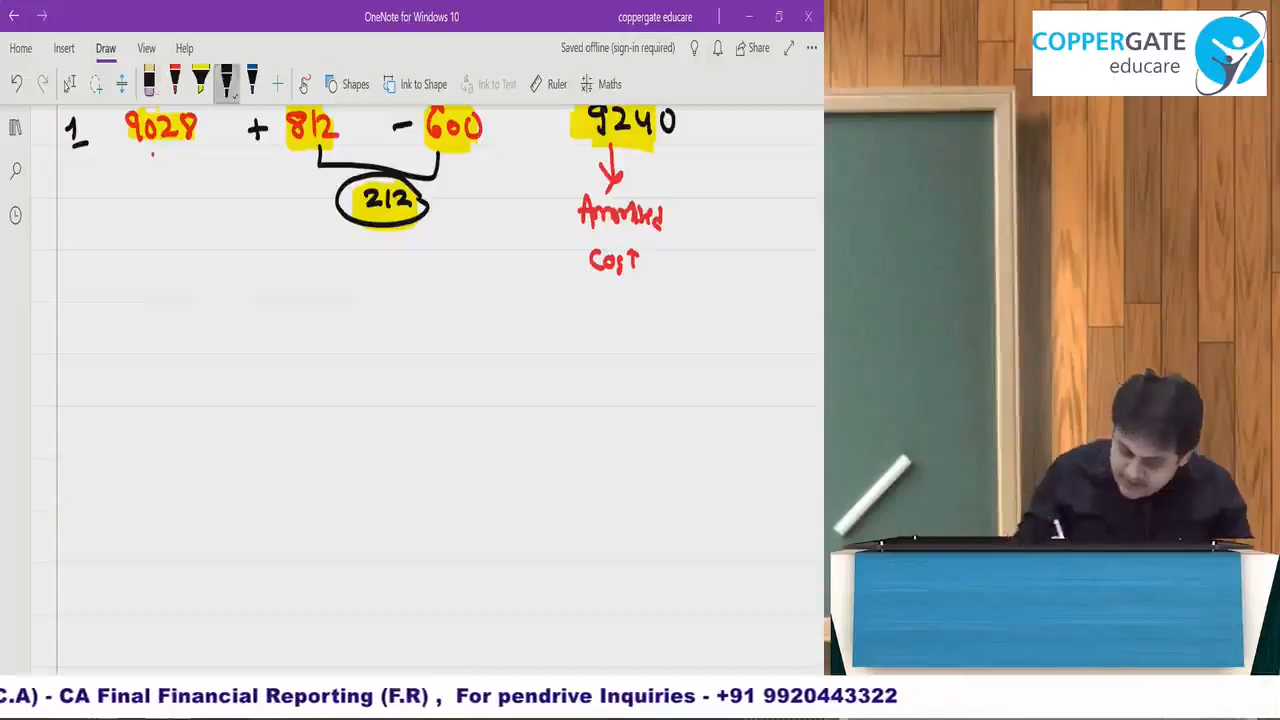 OneNote for Windows 10
coppergate educare
Home Insert Draw View Help
Saved offline (sign-in required)
Share
Shapes
Ink to Shape
Ink to Text
Ruler
Maths
COPPERGATE
educare
1 9028 + 812 - 600 9240
212
Amortised
Cost
C.A) - CA Final Financial Reporting (F.R) , For pendrive Inquiries - +91 9920443322